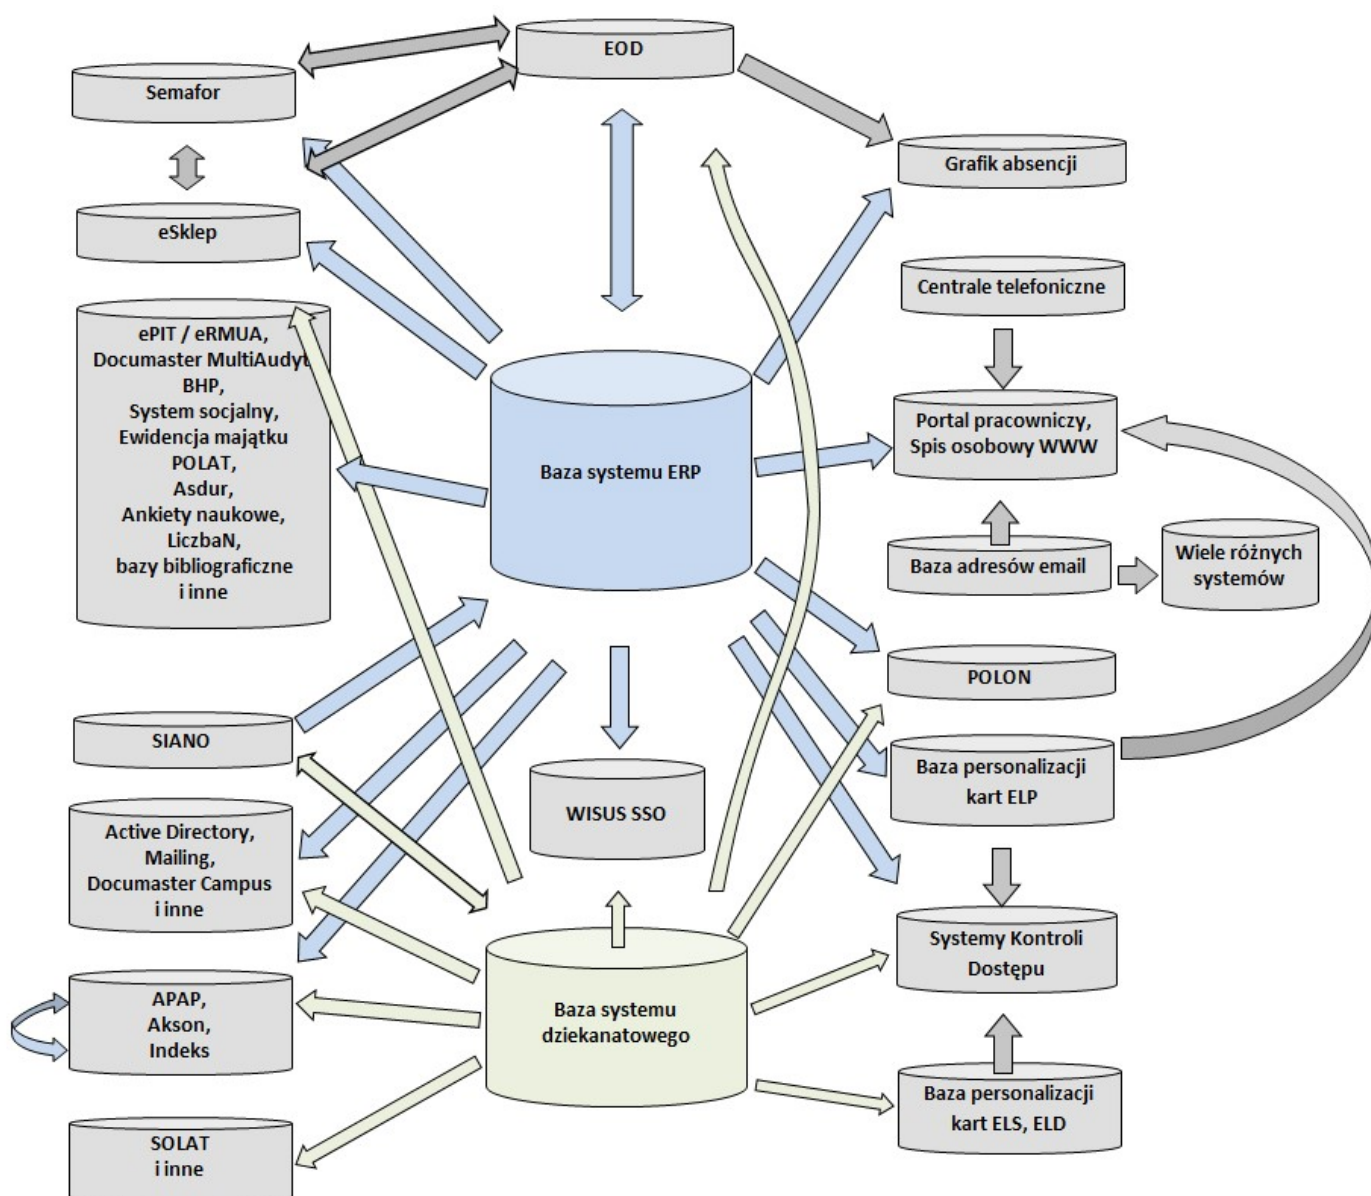 EOD
Semafor
Grafik absencji
eSklep
Centrale telefoniczne
ePIT / eRMUA,
Documaster MultiAudyt
BHP,
System socjalny,
Ewidencja majątku
POLAT,
Asdur,
Ankiety naukowe,
LiczbaN,
bazy bibliograficzne
i inne
Baza systemu ERP
Portal pracowniczy,
Spis osobowy WWW
Baza adresów email
Wiele różnych
systemów
POLON
SIANO
Baza personalizacji
kart ELP
WISUS SSO
Active Directory,
Mailing,
Documaster Campus
i inne
Systemy Kontroli
Dostępu
APAP,
Akson,
Indeks
Baza systemu
dziekanatowego
Baza personalizacji
kart ELS, ELD
SOLAT
i inne